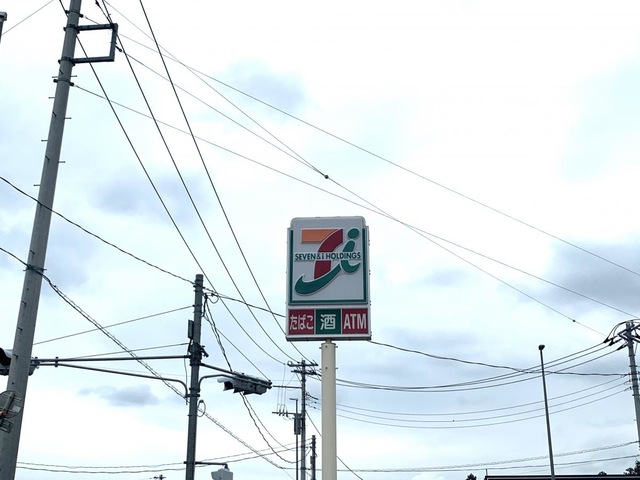 SEVEN & i HOLDINGS
たばこ 酒 ATM